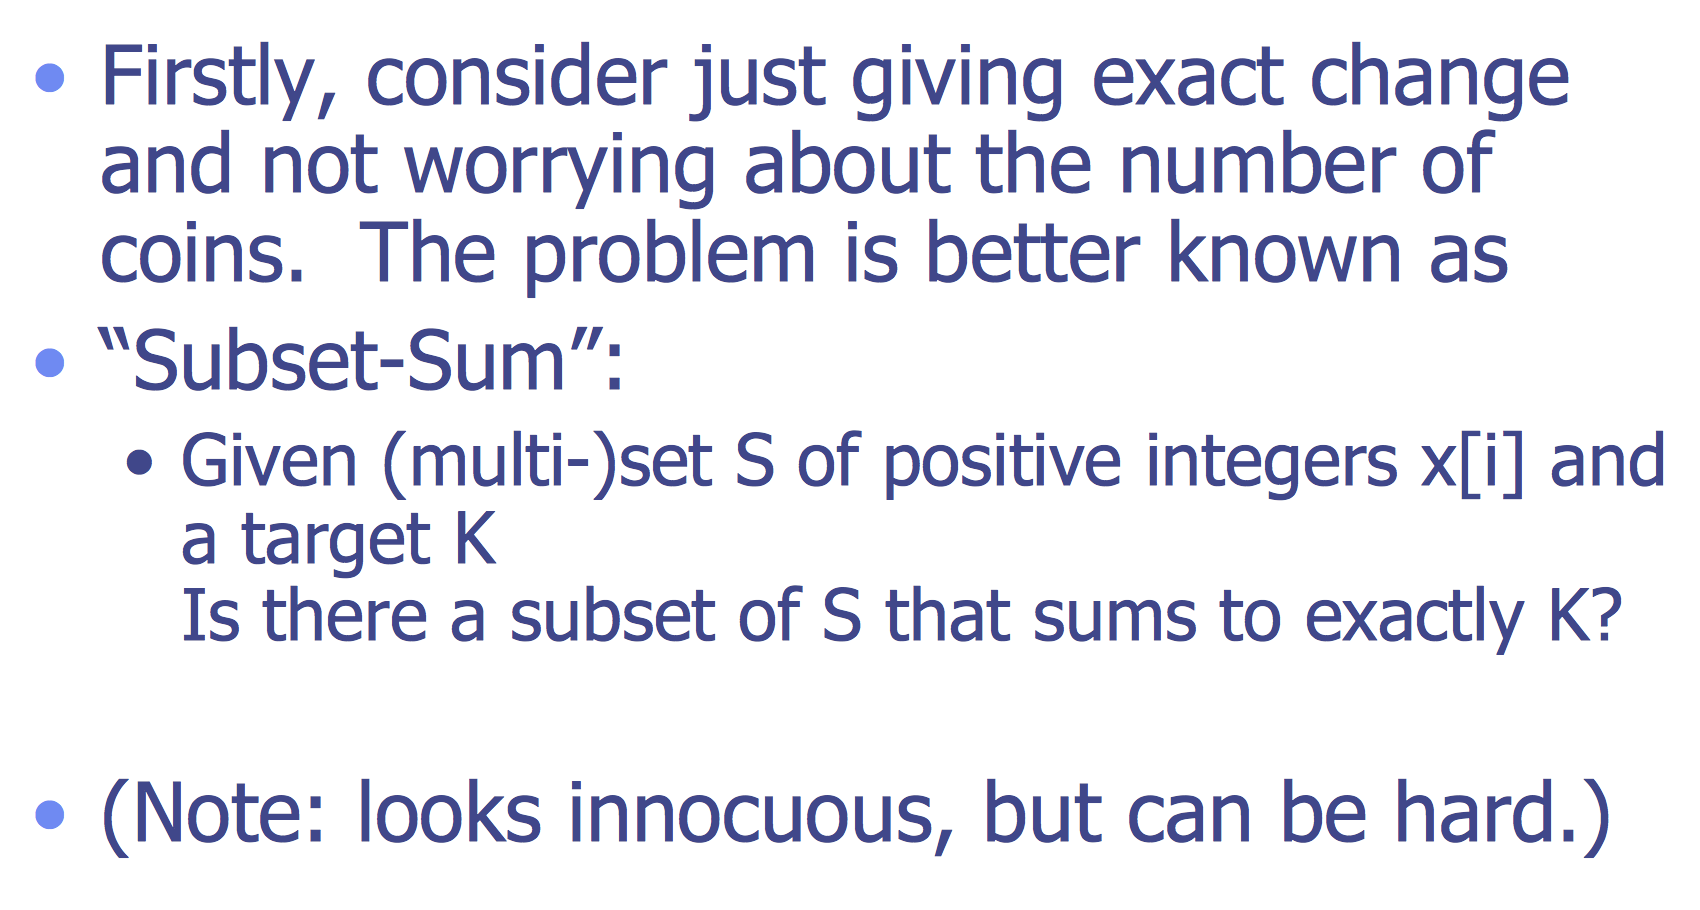 • Firstly, consider just giving exact change
and not worrying about the number of
coins.  The problem is better known as
• “Subset-Sum”:
• Given (multi-)set S of positive integers x[i] and
a target K
Is there a subset of S that sums to exactly K?
• (Note: looks innocuous, but can be hard.)